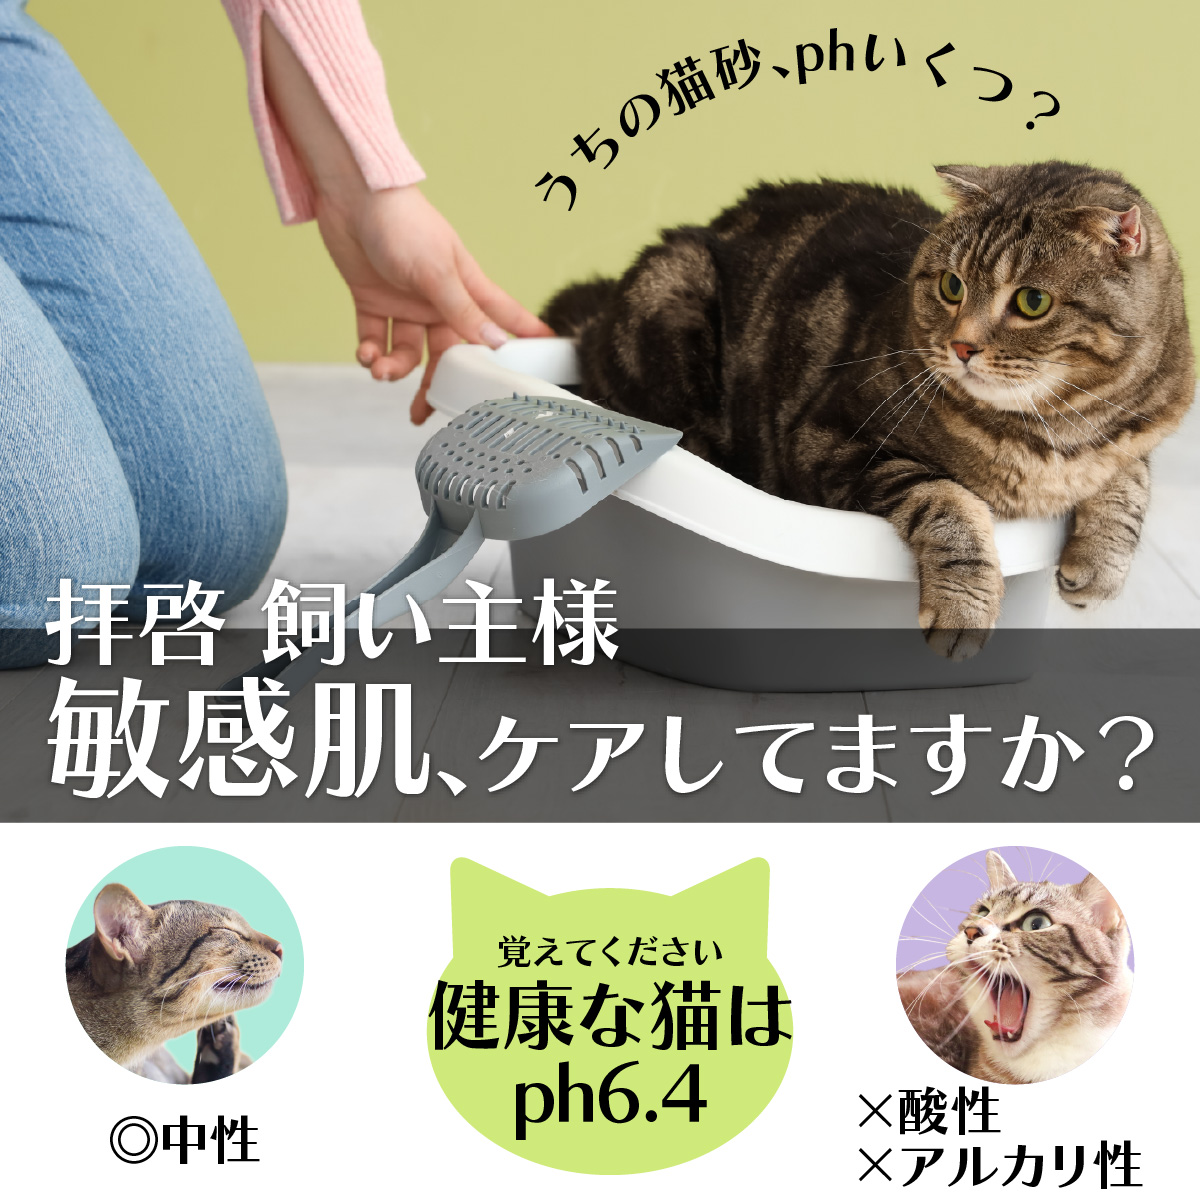 うちの猫砂、phいくつ？
拝啓 飼い主様
敏感肌、ケアしてますか？
覚えてください
健康な猫は
ph6.4
◎中性
×酸性
×アルカリ性